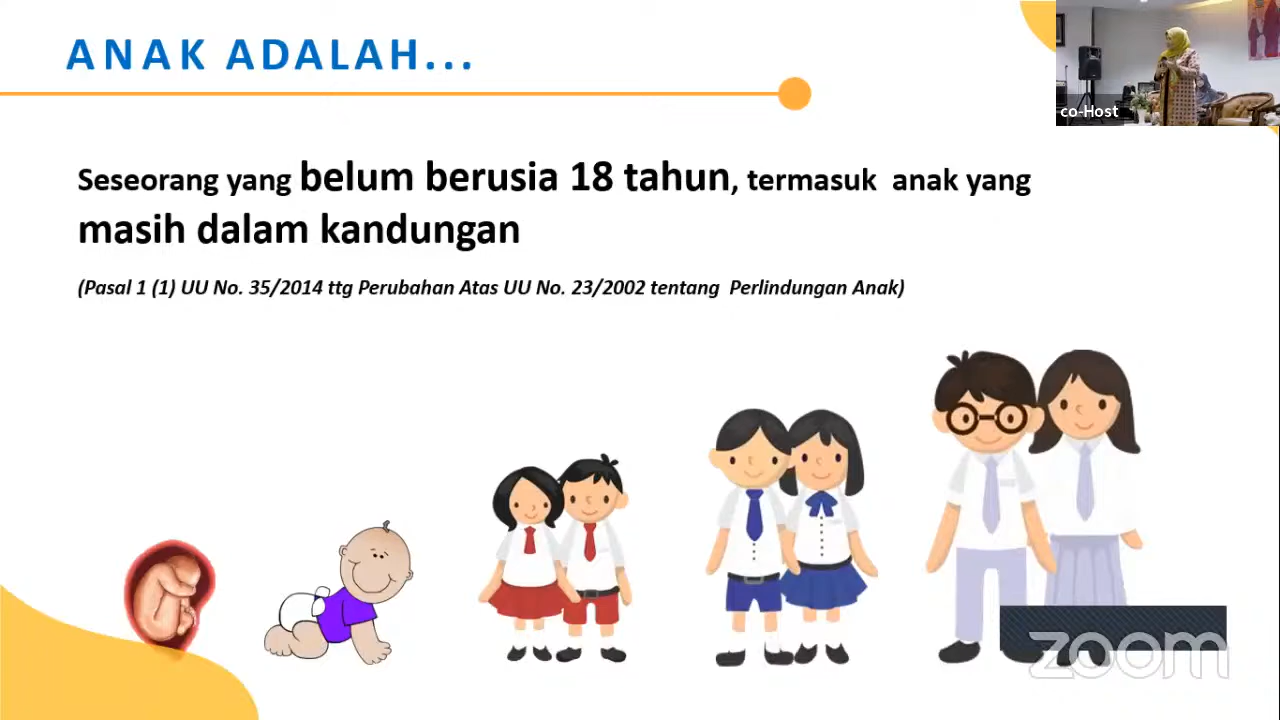 ANAK ADALAH...
co-Host
Seseorang yang belum berusia 18 tahun, termasuk anak yang
masih dalam kandungan
(Pasal 1 (1) UU No. 35/2014 ttg Perubahan Atas UU No. 23/2002 tentang Perlindungan Anak)
zoom